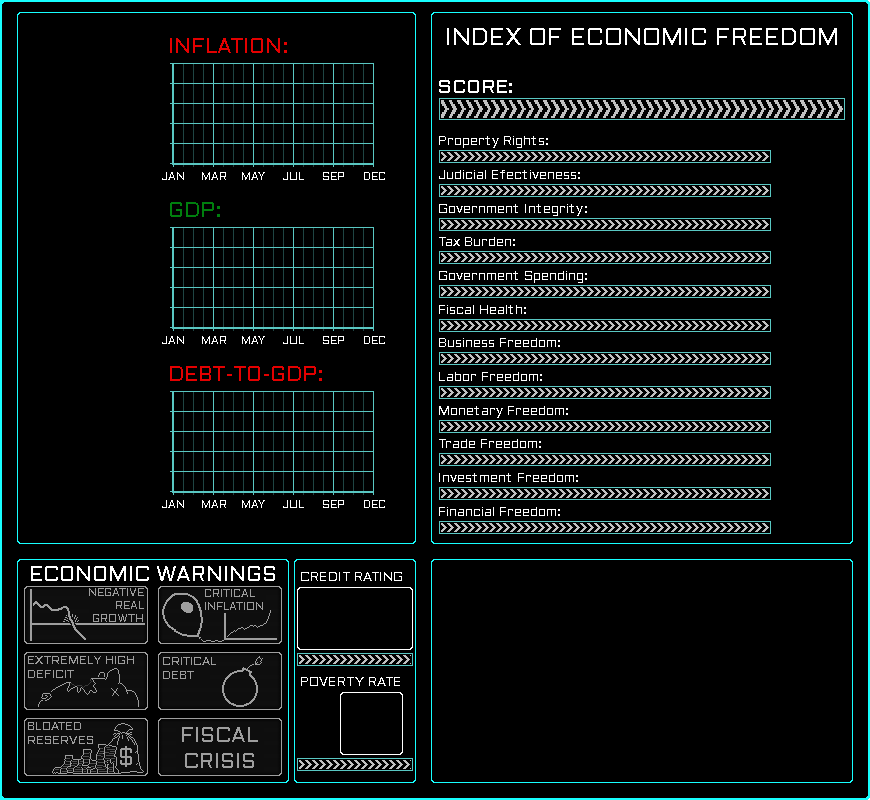 INFLATION:
JAN MAR MAY JUL SEP DEC
GDP:
JAN MAR MAY JUL SEP DEC
DEBT-TO-GDP:
JAN MAR MAY JUL SEP DEC
INDEX OF ECONOMIC FREEDOM
SCORE:
Property Rights:
Judicial Efectiveness:
Government Integrity:
Tax Burden:
Government Spending:
Fiscal Health:
Business Freedom:
Labor Freedom:
Monetary Freedom:
Trade Freedom:
Investment Freedom:
Financial Freedom:
ECONOMIC WARNINGS
NEGATIVE
REAL
GROWTH
CRITICAL
INFLATION
EXTREMELY HIGH
DEFICIT
CRITICAL
DEBT
BLOATED
RESERVES
$
FISCAL
CRISIS
CREDIT RATING
POVERTY RATE